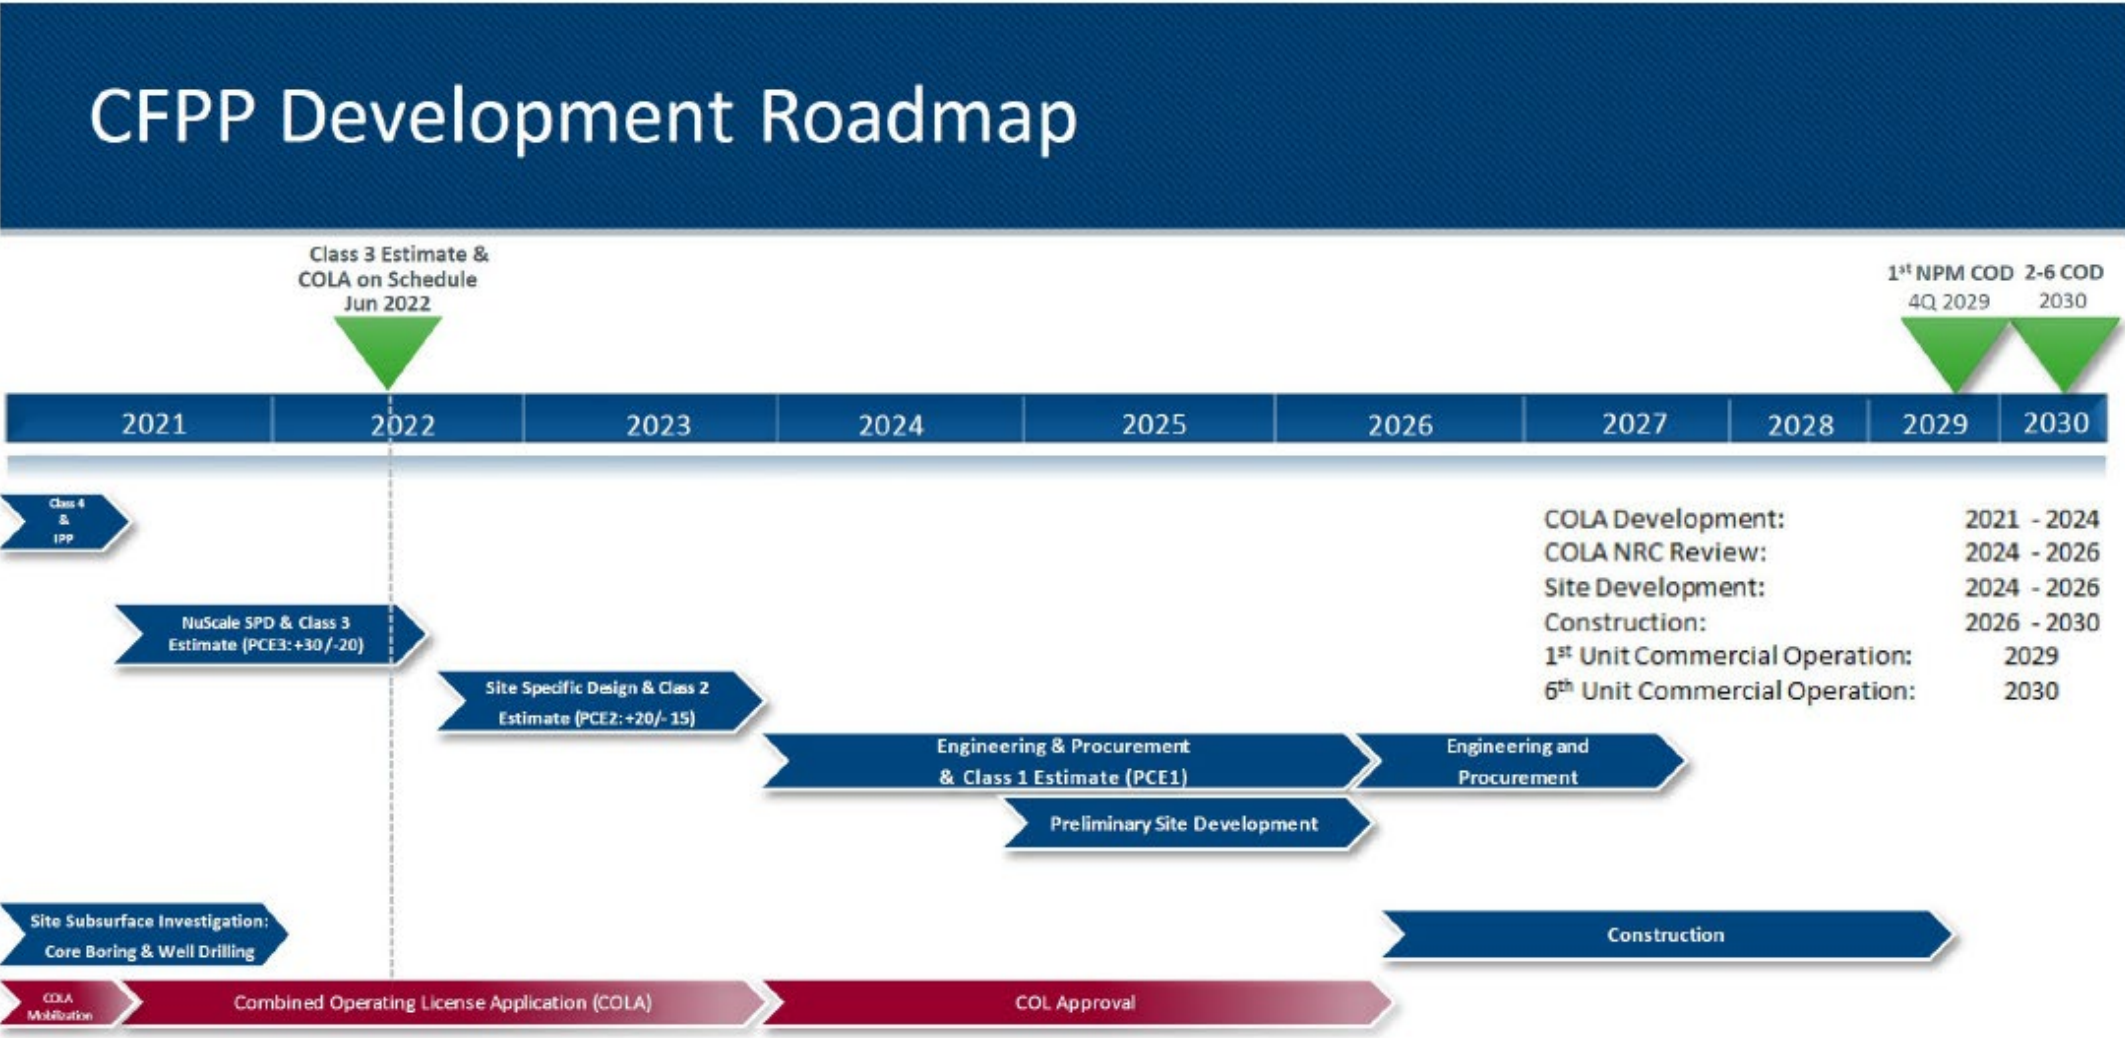 CFPP Development Roadmap
Class 3 Estimate &
COLA on Schedule
Jun 2022
1st NPM COD 2-6 COD
4Q 2029 2030
2021 2022 2023 2024 2025 2026 2027 2028 2029 2030
Class 4
&
IPP
COLA Development: 2021 - 2024
COLA NRC Review: 2024 - 2026
Site Development: 2024 - 2026
Construction: 2026 - 2030
1st Unit Commercial Operation: 2029
6th Unit Commercial Operation: 2030
NuScale SPD & Class 3
Estimate (PCE3: +30/-20)
Site Specific Design & Class 2
Estimate (PCE2: +20/- 15)
Engineering & Procurement
& Class 1 Estimate (PCE1)
Engineering and
Procurement
Preliminary Site Development
Site Subsurface Investigation:
Core Boring & Well Drilling
Construction
COLA
Mobilization
Combined Operating License Application (COLA)
COL Approval